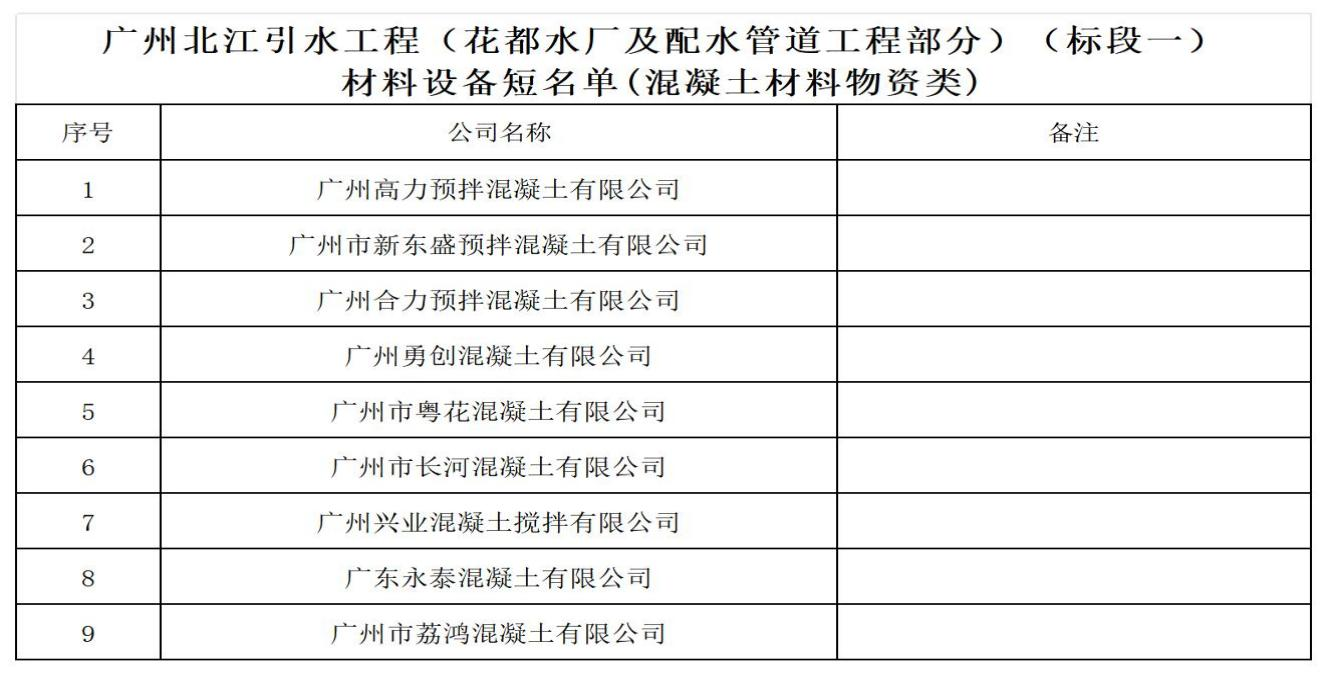 广州北江引水工程（花都水厂及配水管道工程部分）（标段一）
材料设备短名单(混凝土材料物资类)
序号 公司名称 备注
1 广州高力预拌混凝土有限公司
2 广州市新东盛预拌混凝土有限公司
3 广州合力预拌混凝土有限公司
4 广州勇创混凝土有限公司
5 广州市粤花混凝土有限公司
6 广州市长河混凝土有限公司
7 广州兴业混凝土搅拌有限公司
8 广东永泰混凝土有限公司
9 广州市荔鸿混凝土有限公司